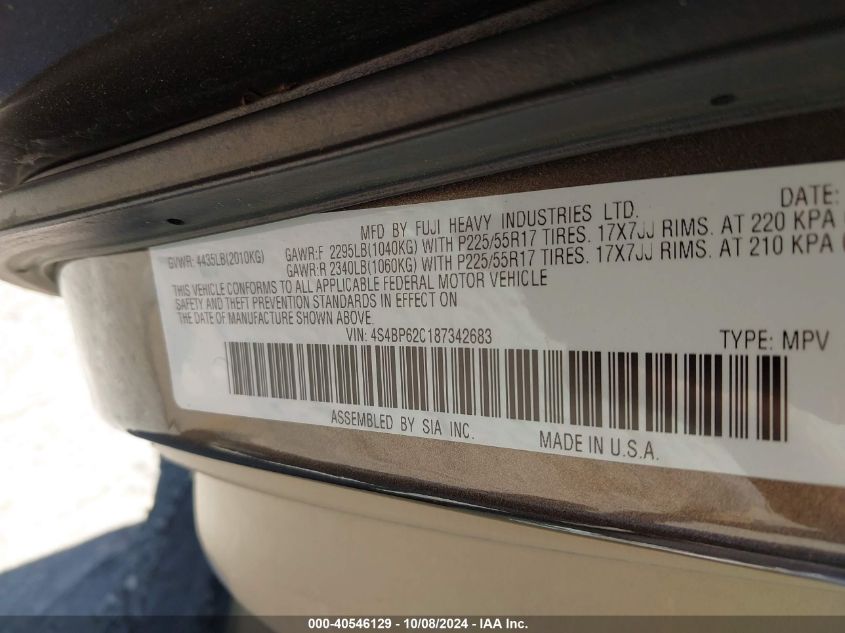 MFD BY FUJI HEAVY INDUSTRIES LTD. DATE:
GVWR: 4435LB(2010KG) GAWR:F 2295LB(1040KG) WITH P225/55R17 TIRES. 17X7JJ RIMS. AT 220 KPA
GAWR:R 2340LB(1060KG) WITH P225/55R17 TIRES. 17X7JJ RIMS. AT 210 KPA
THIS VEHICLE CONFORMS TO ALL APPLICABLE FEDERAL MOTOR VEHICLE
SAFETY AND THEFT PREVENTION STANDARDS IN EFFECT ON
THE DATE OF MANUFACTURE SHOWN ABOVE.
VIN: 4S4BP62C187342683 TYPE: MPV
ASSEMBLED BY SIA INC. MADE IN U.S.A.
000-40546129 - 10/08/2024 - IAA Inc.